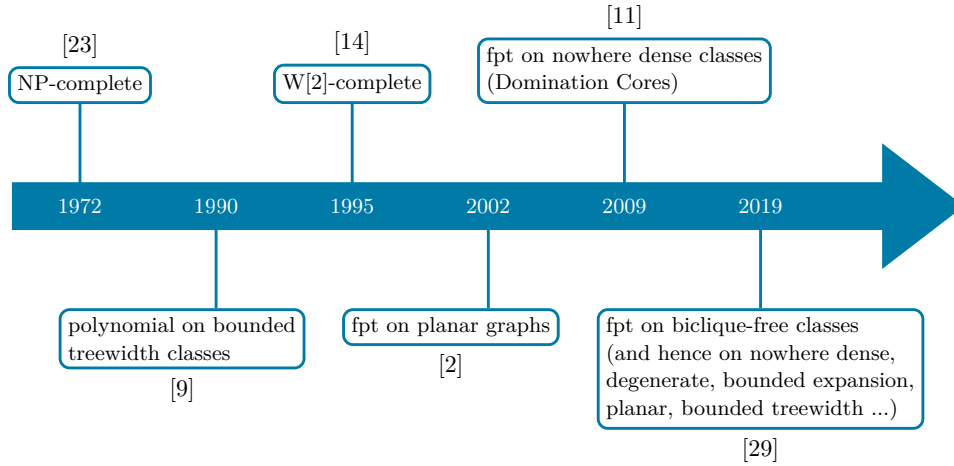 [11]
[23]
[14]
fpt on nowhere dense classes
(Domination Cores)
NP-complete
W[2]-complete
1972
1990
1995
2002
2009
2019
polynomial on bounded
treewidth classes
[9]
fpt on planar graphs
[2]
fpt on biclique-free classes
(and hence on nowhere dense,
degenerate, bounded expansion,
planar, bounded treewidth ...)
[29]